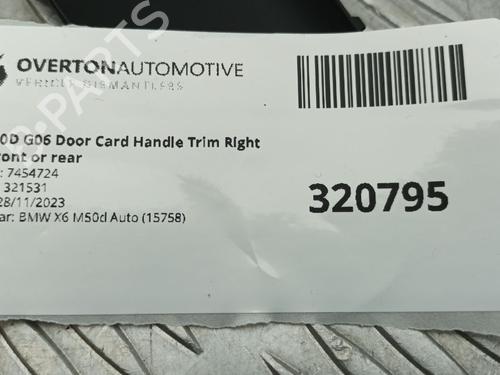 OVERTONAUTOMOTIVE
VEHICLE DISMANTLERS
0D G06 Door Card Handle Trim Right
ront or rear
: 7454724
: 321531
28/11/2023
ar: BMW X6 M50d Auto (15758)
320795
PARTS